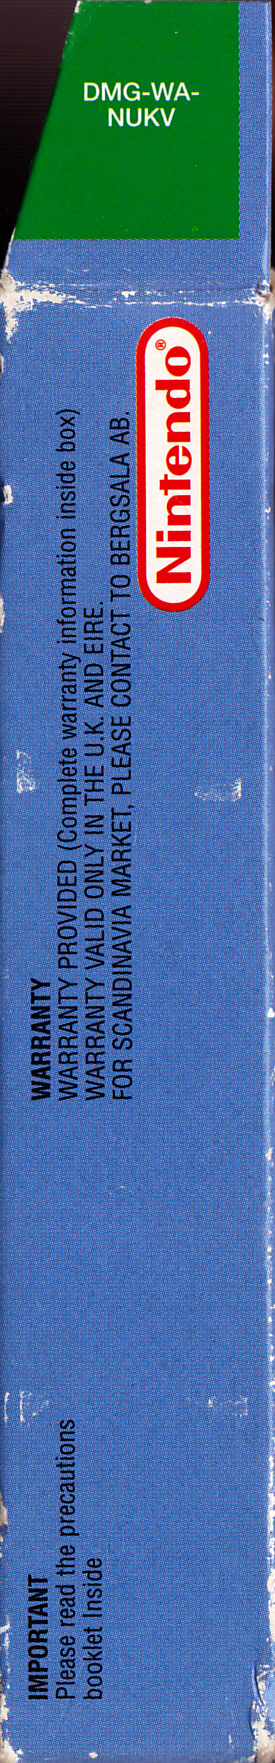 DMG-WA-
NUKV
Nintendo®
WARRANTY
WARRANTY PROVIDED (Complete warranty information inside box)
WARRANTY VALID ONLY IN THE U.K. AND EIRE.
FOR SCANDINAVIA MARKET, PLEASE CONTACT TO BERGSALA AB.
IMPORTANT
Please read the precautions
booklet Inside